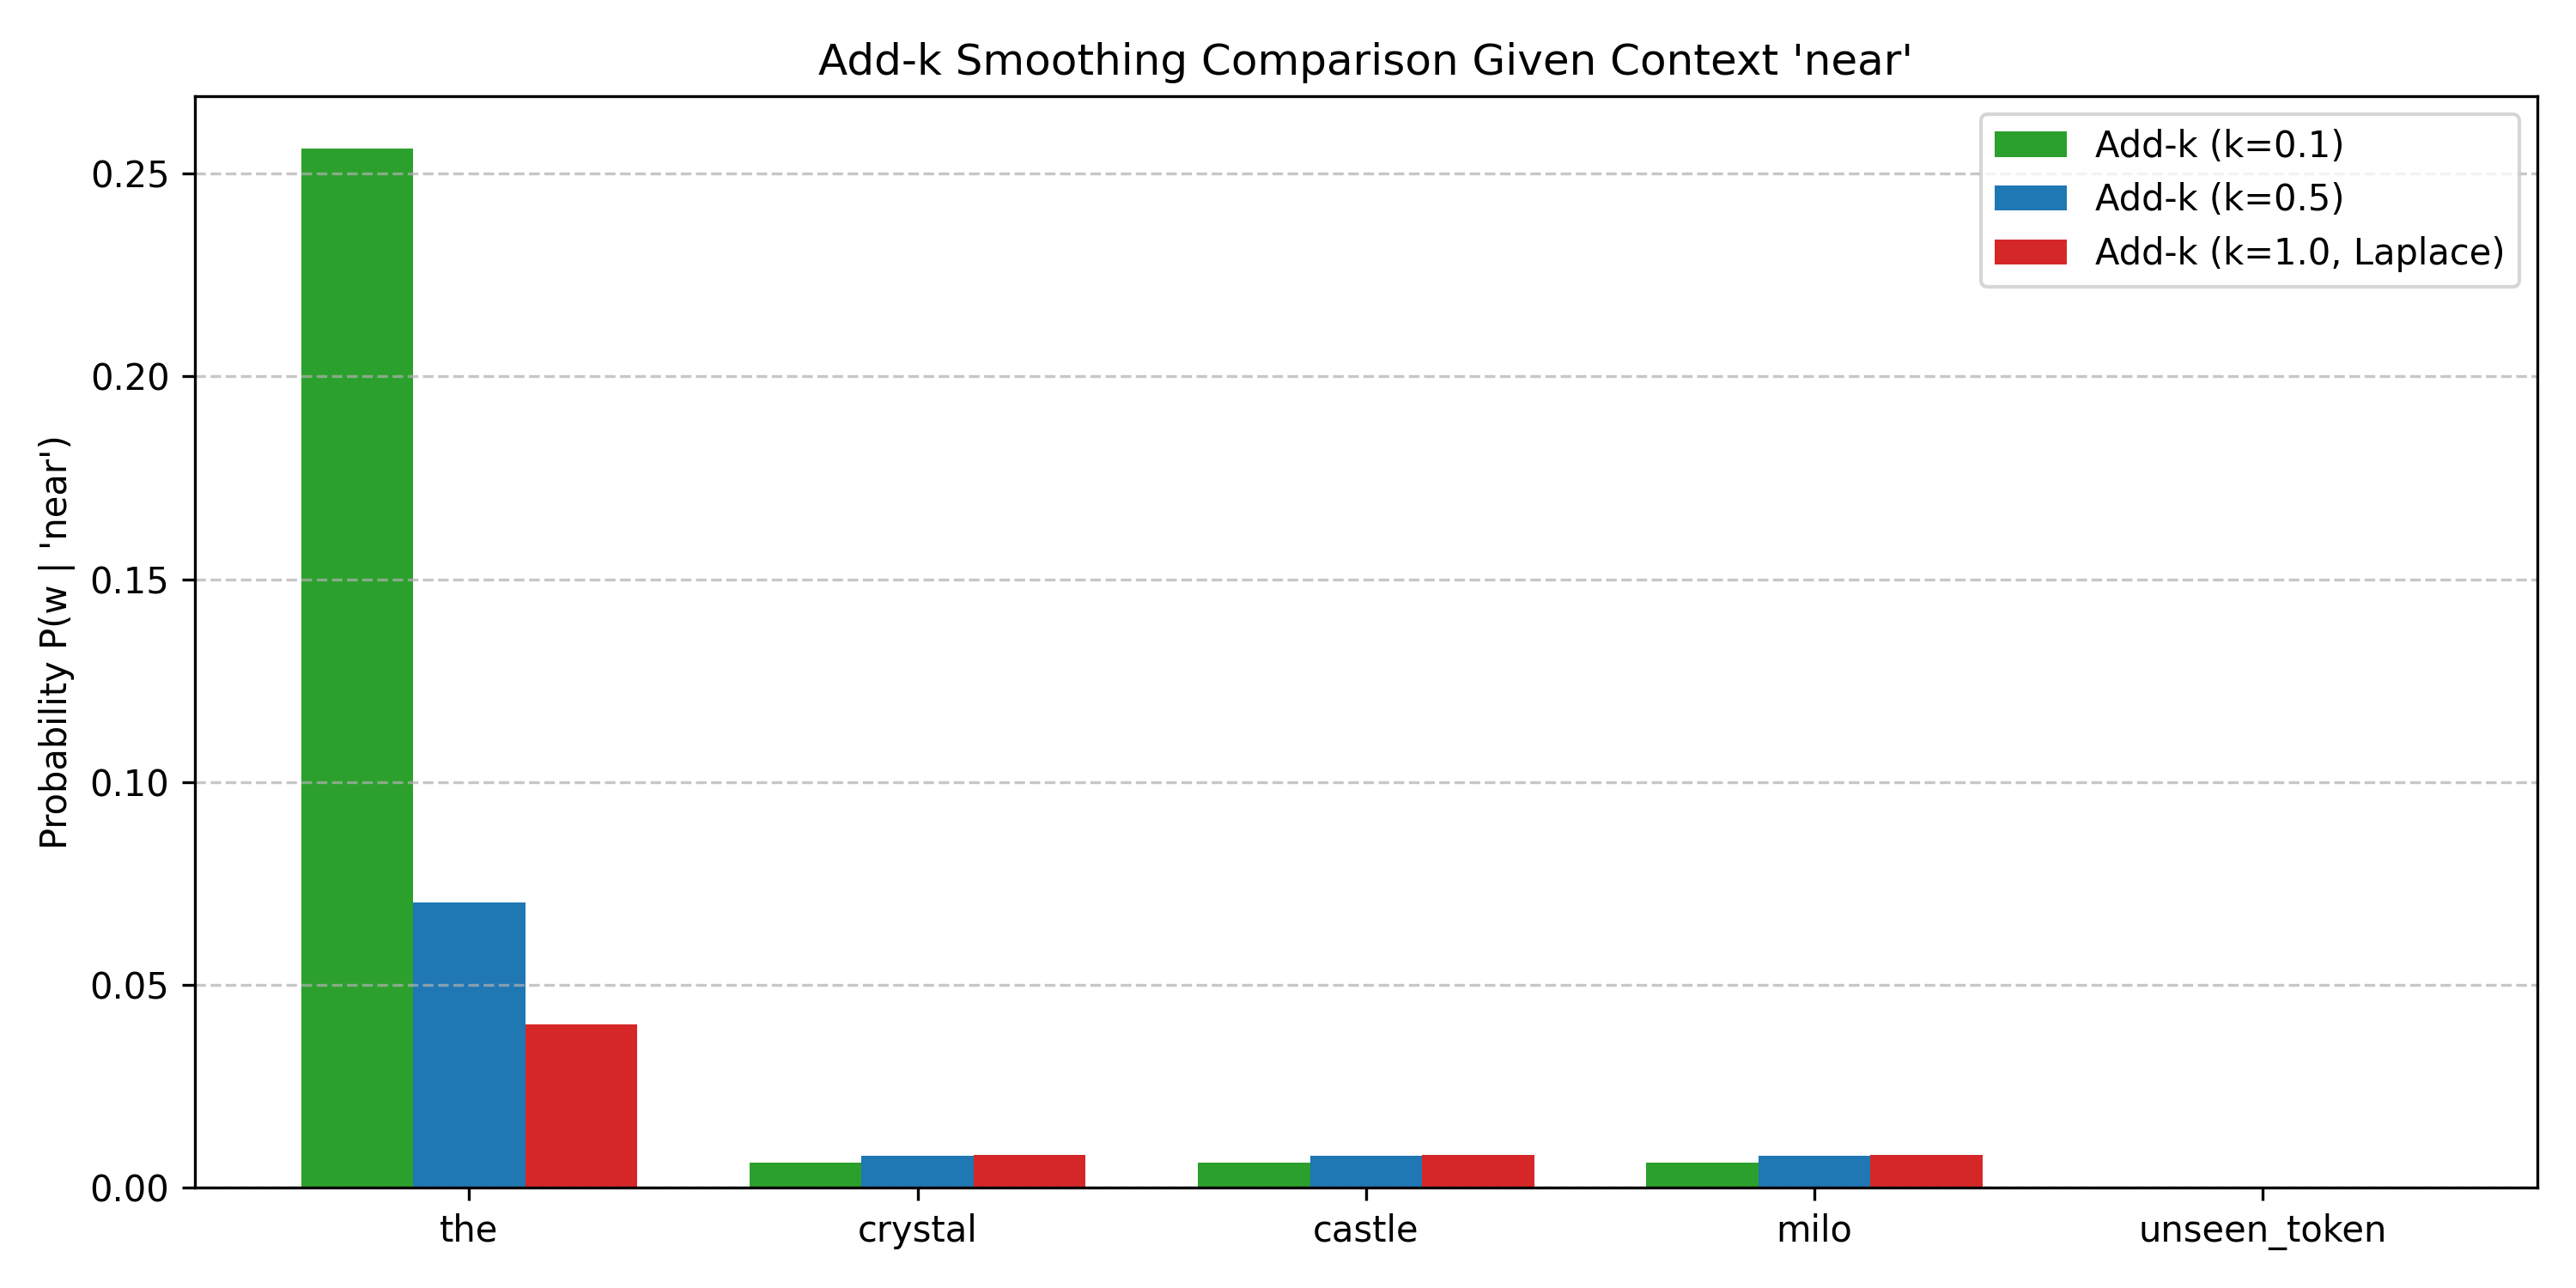 Add-k Smoothing Comparison Given Context 'near'
Add-k (k=0.1)
Add-k (k=0.5)
Add-k (k=1.0, Laplace)
Probability P(w | 'near')
0.25
0.20
0.15
0.10
0.05
0.00
the crystal castle milo unseen_token